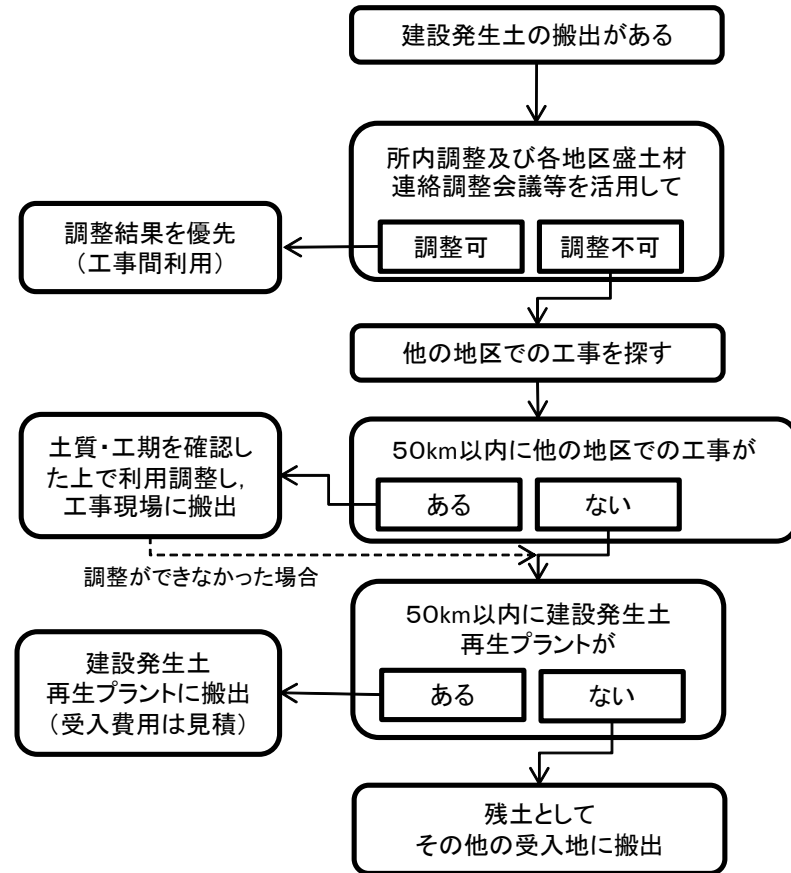 建設発生土の搬出がある
所内調整及び各地区盛土材
連絡調整会議等を活用して
調整可
調整不可
調整結果を優先
（工事間利用）
他の地区での工事を探す
50km以内に他の地区での工事が
ある
ない
土質・工期を確認し
た上で利用調整し，
工事現場に搬出
調整ができなかった場合
50km以内に建設発生土
再生プラントが
ある
ない
建設発生土
再生プラントに搬出
（受入費用は見積）
残土として
その他の受入地に搬出